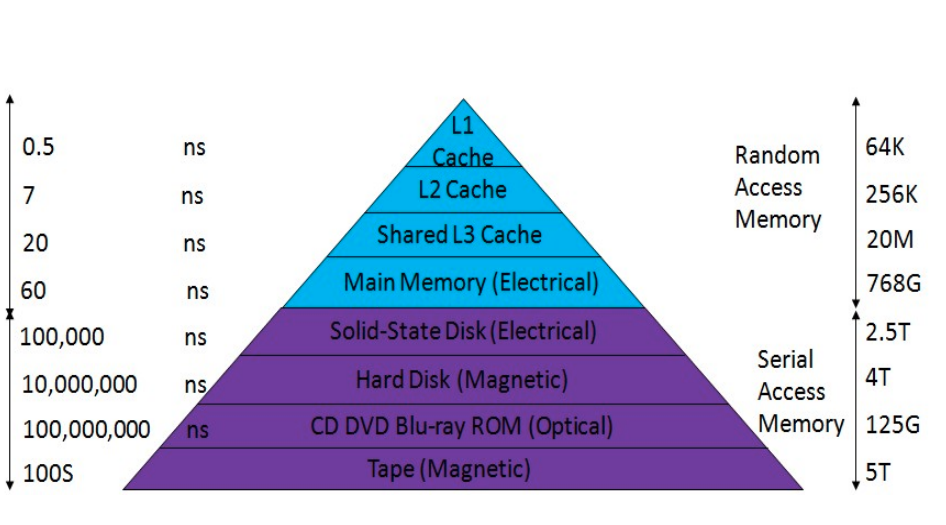 0.5 ns L1 Cache 64K
7 ns L2 Cache 256K
20 ns Shared L3 Cache 20M
60 ns Main Memory (Electrical) 768G
Random
Access
Memory
100,000 ns Solid-State Disk (Electrical) 2.5T
10,000,000 ns Hard Disk (Magnetic) 4T
100,000,000 ns CD DVD Blu-ray ROM (Optical) 125G
100S Tape (Magnetic) 5T
Serial
Access
Memory